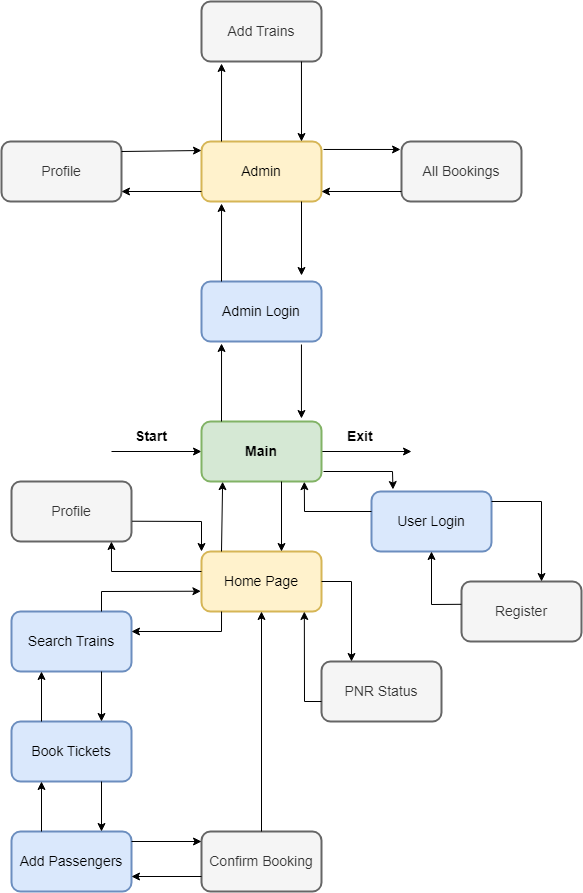 Add Trains
Profile
Admin
All Bookings
Admin Login
Start
Main
Exit
Profile
User Login
Home Page
Register
Search Trains
PNR Status
Book Tickets
Add Passengers
Confirm Booking